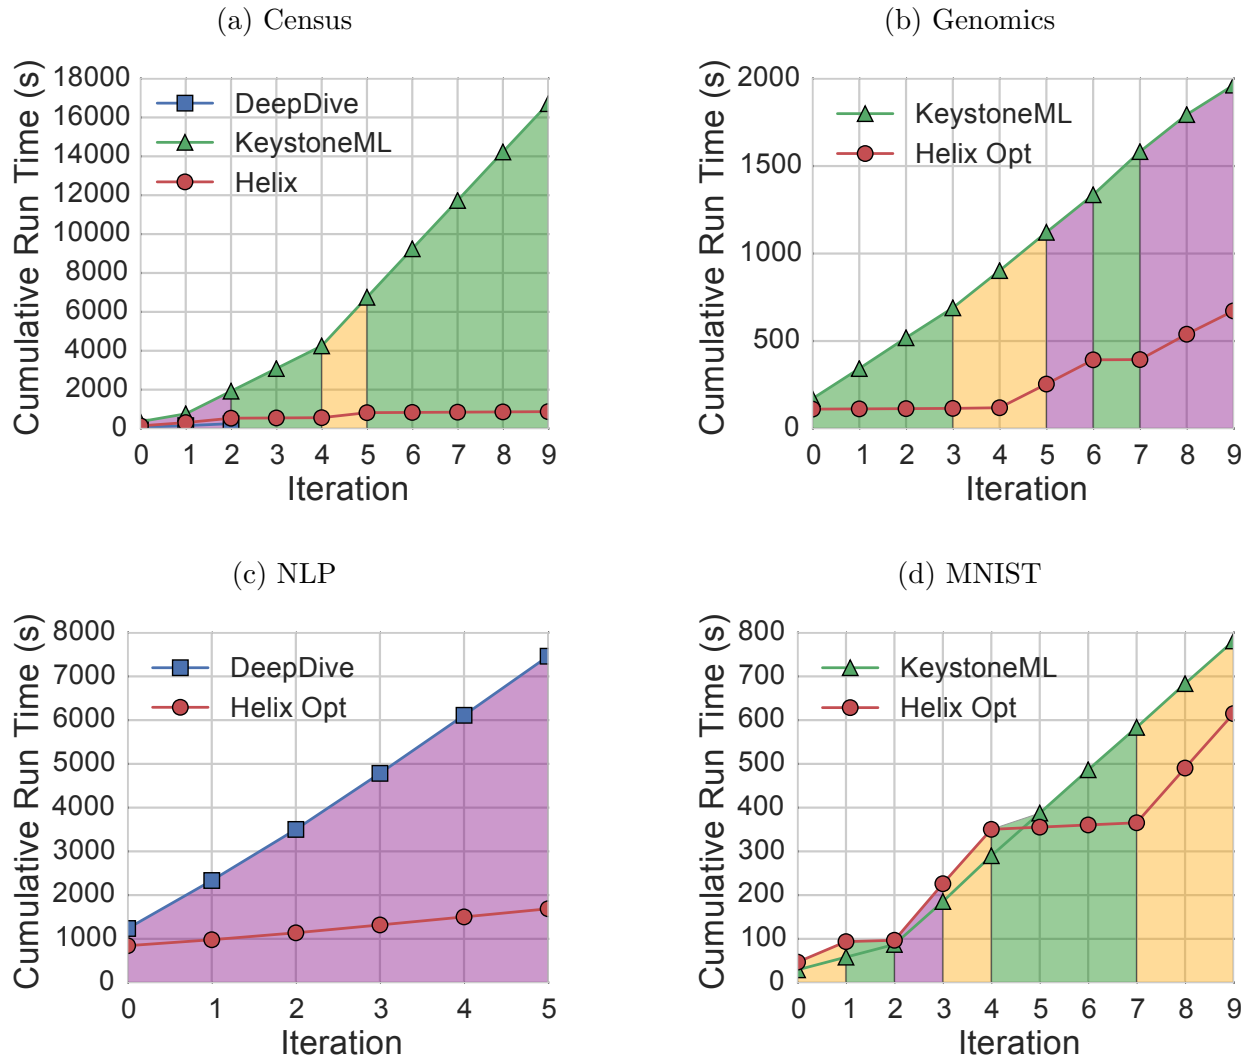 (a) Census
Cumulative Run Time (s)
18000
16000
14000
12000
10000
8000
6000
4000
2000
0
DeepDive
KeystoneML
Helix
0 1 2 3 4 5 6 7 8 9
Iteration
(b) Genomics
Cumulative Run Time (s)
2000
1500
1000
500
0
KeystoneML
Helix Opt
0 1 2 3 4 5 6 7 8 9
Iteration
(c) NLP
Cumulative Run Time (s)
8000
7000
6000
5000
4000
3000
2000
1000
0
DeepDive
Helix Opt
0 1 2 3 4 5
Iteration
(d) MNIST
Cumulative Run Time (s)
800
700
600
500
400
300
200
100
0
KeystoneML
Helix Opt
0 1 2 3 4 5 6 7 8 9
Iteration